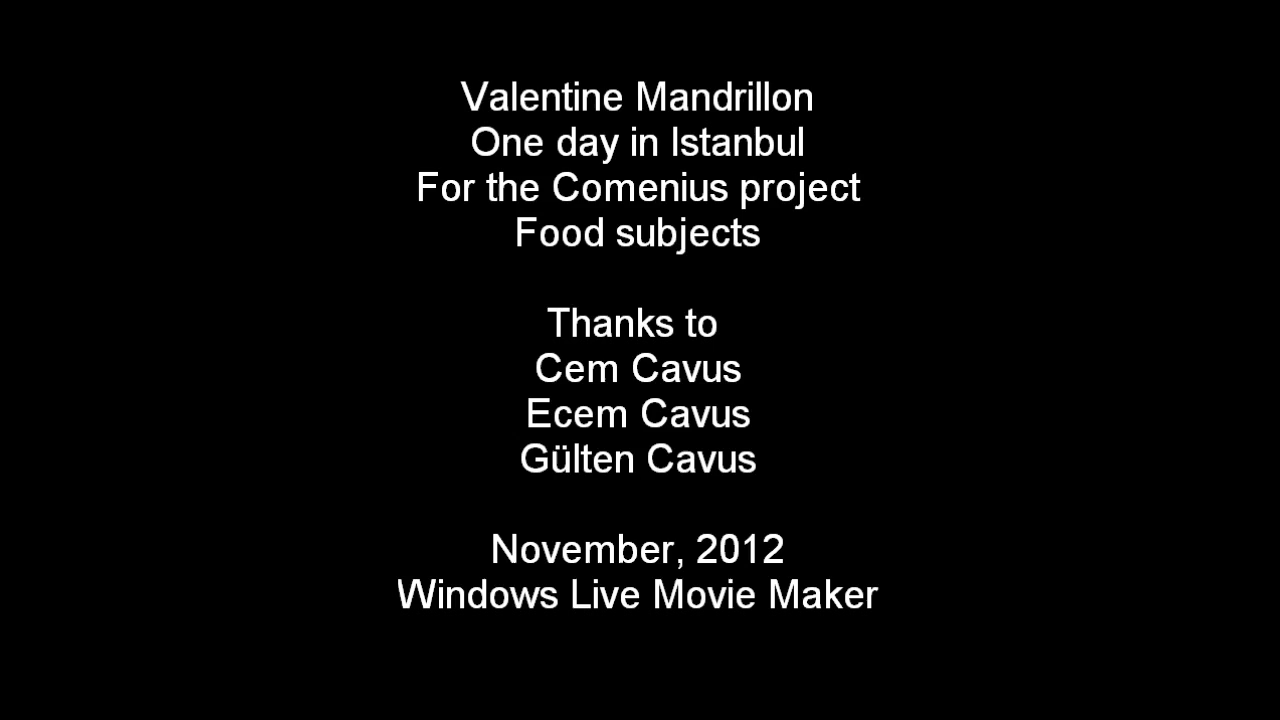 Valentine Mandrillon
One day in Istanbul
For the Comenius project
Food subjects
Thanks to
Cem Cavus
Ecem Cavus
Gülten Cavus
November, 2012
Windows Live Movie Maker